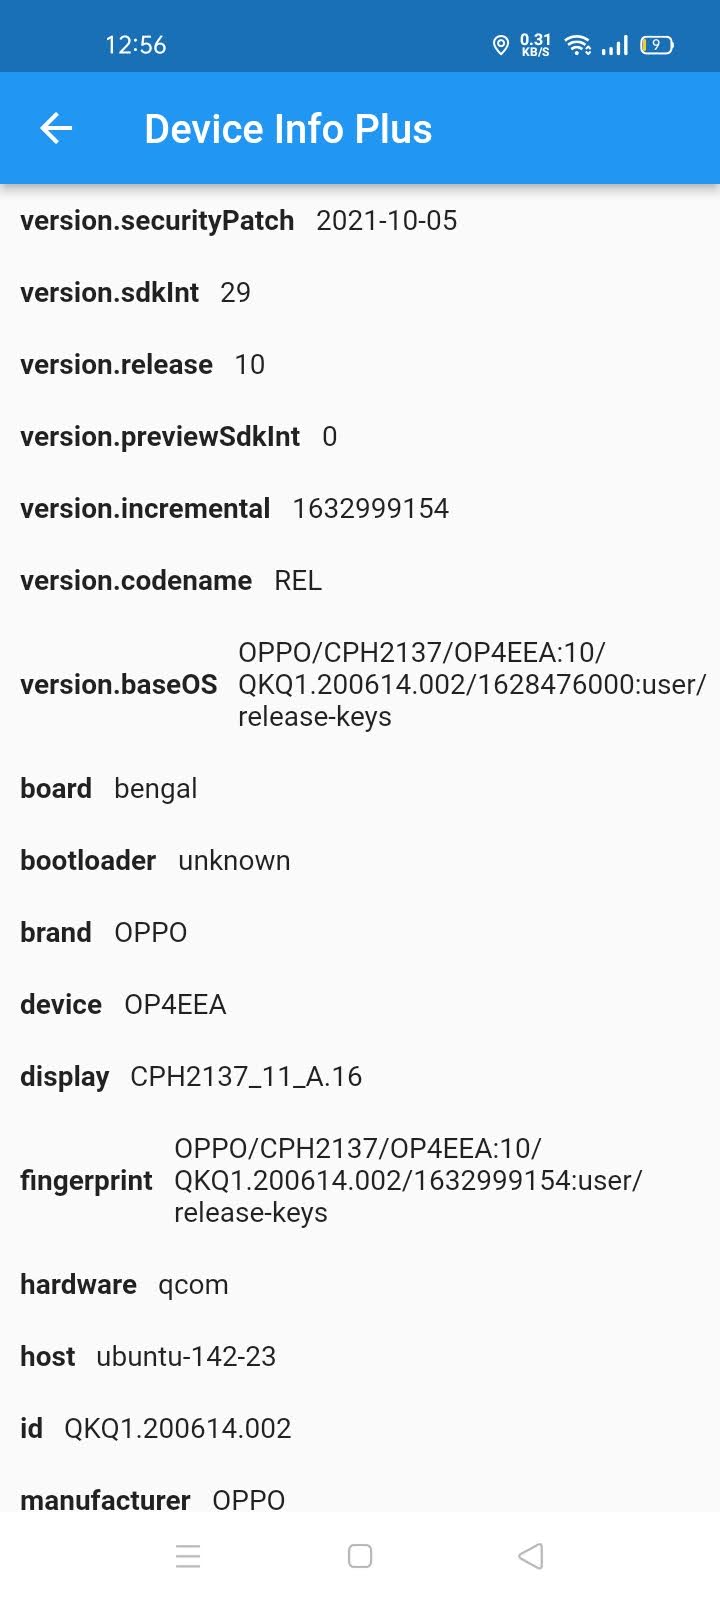 12:56
0.31
KB/S
9
Device Info Plus
version.securityPatch 2021-10-05
version.sdkInt 29
version.release 10
version.previewSdkInt 0
version.incremental 1632999154
version.codename REL
OPPO/CPH2137/OP4EEA:10/
version.baseOS QKQ1.200614.002/1628476000:user/
release-keys
board bengal
bootloader unknown
brand OPPO
device OP4EEA
display CPH2137_11_A.16
OPPO/CPH2137/OP4EEA:10/
fingerprint QKQ1.200614.002/1632999154:user/
release-keys
hardware qcom
host ubuntu-142-23
id QKQ1.200614.002
manufacturer OPPO